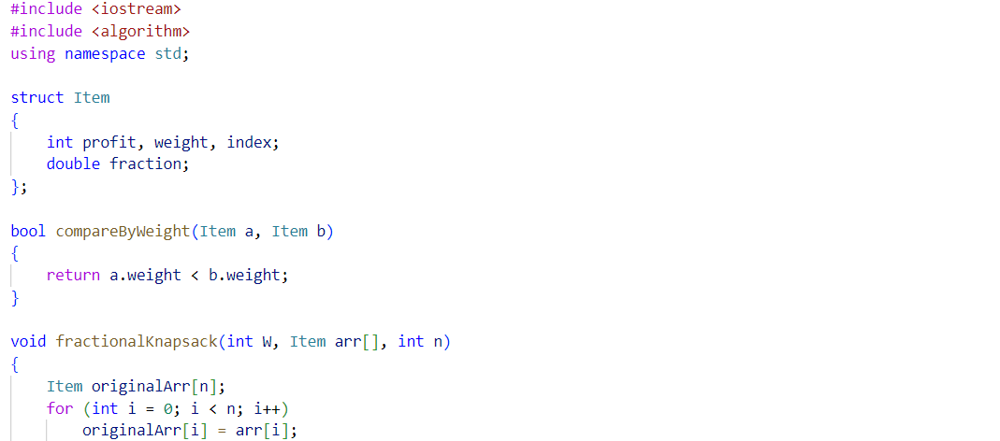 #include <iostream>
#include <algorithm>
using namespace std;

struct Item
{
    int profit, weight, index;
    double fraction;
};

bool compareByWeight(Item a, Item b)
{
    return a.weight < b.weight;
}

void fractionalKnapsack(int W, Item arr[], int n)
{
    Item originalArr[n];
    for (int i = 0; i < n; i++)
        originalArr[i] = arr[i];